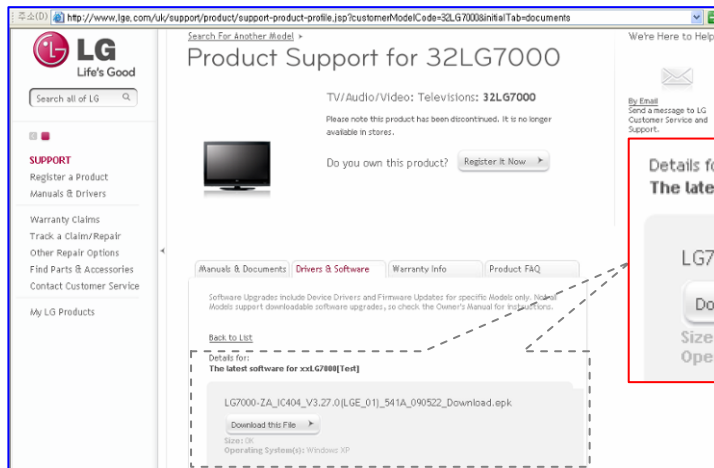 주소(D) http://www.lge.com/uk/support/product/support-product-profile.jsp?customerModelCode=32LG7000&initialTab=documents
LG
Life's Good
Search all of LG
SUPPORT
Register a Product
Manuals & Drivers
Warranty Claims
Track a Claim/Repair
Other Repair Options
Find Parts & Accessories
Contact Customer Service
My LG Products
Search For Another Model >
Product Support for 32LG7000
TV/Audio/Video: Televisions: 32LG7000
Please note this product has been discontinued. It is no longer
available in stores.
Do you own this product? Register It Now
Manuals & Documents Drivers & Software Warranty Info Product FAQ
Software Upgrades include Device Drivers and Firmware Updates for specific Models only. Not all
Models support downloadable software upgrades, so check the Owner's Manual for instructions.
Back to List
Details for:
The latest software for xxLG7000[Test]
LG7000-ZA_IC404_V3.27.0(LGE_01)_541A_090522_Download.epk
Download this File
Size: 0K
Operating System(s): Windows XP
We're Here to Help
By Email
Send a message to LG
Customer Service and
Support.
Details fo
The late
LG7
Do
Size
Ope